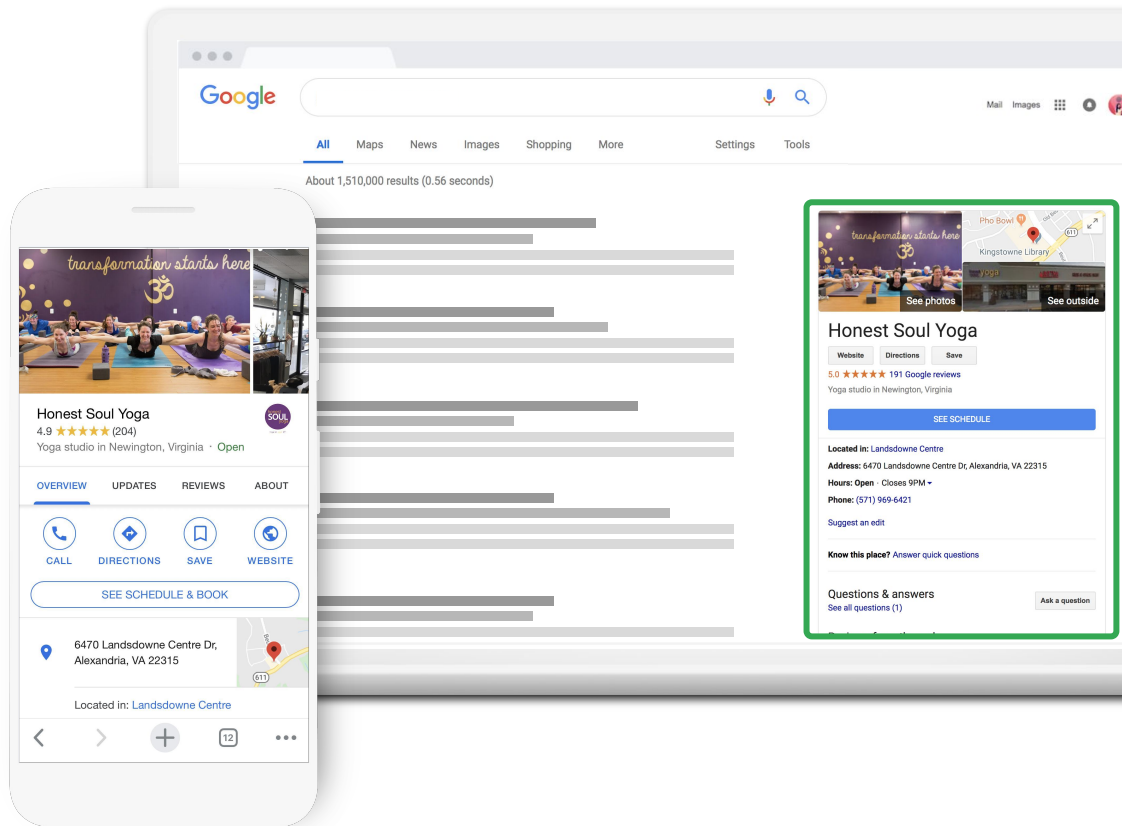 Google
Mail Images
All Maps News Images Shopping More Settings Tools
About 1,510,000 results (0.56 seconds)
transformation starts here
Honest Soul Yoga
SOUL
4.9 ★★★★★ (204)
Yoga studio in Newington, Virginia · Open
OVERVIEW UPDATES REVIEWS ABOUT
CALL DIRECTIONS SAVE WEBSITE
SEE SCHEDULE & BOOK
6470 Landsdowne Centre Dr,
Alexandria, VA 22315
611
Located in: Landsdowne Centre
12
transformation starts here
Pho Bowl
611
Kingstowne Library
yoga
See photos
See outside
Honest Soul Yoga
Website Directions Save
5.0 ★★★★★ 191 Google reviews
Yoga studio in Newington, Virginia
SEE SCHEDULE
Located in: Landsdowne Centre
Address: 6470 Landsdowne Centre Dr, Alexandria, VA 22315
Hours: Open · Closes 9PM
Phone: (571) 969-6421
Suggest an edit
Know this place? Answer quick questions
Questions & answers
See all questions (1)
Ask a question